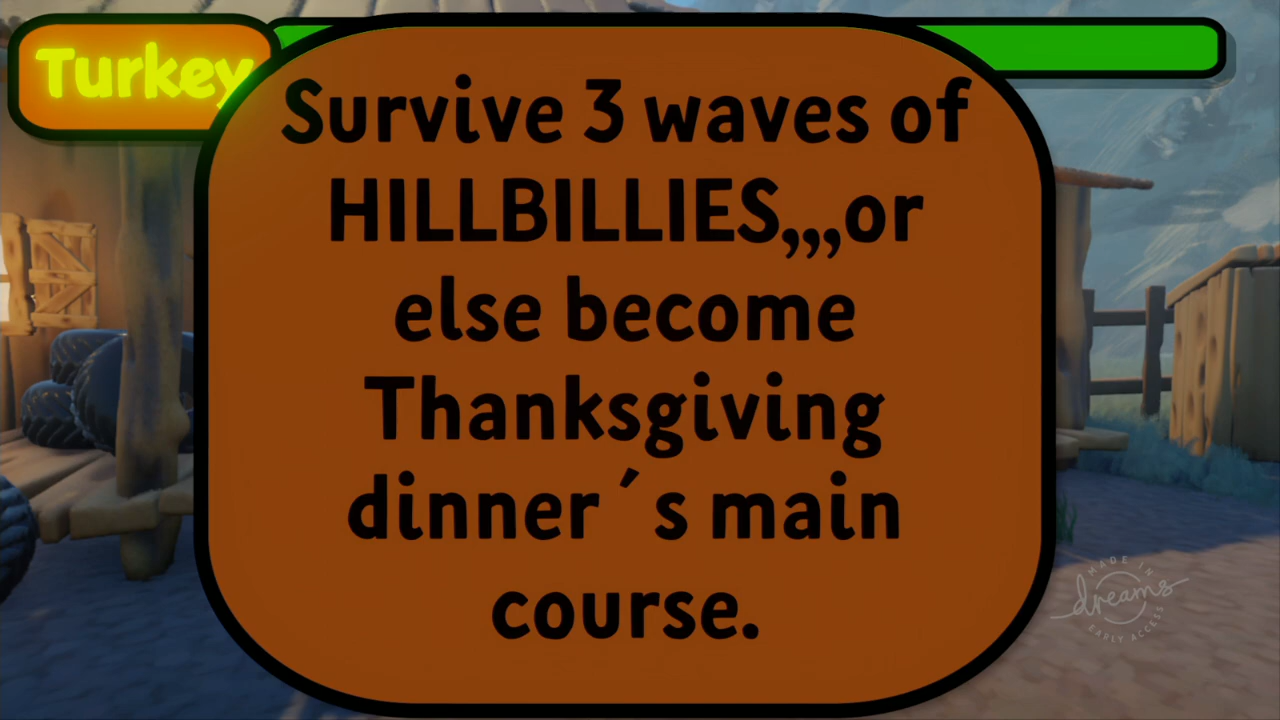 Turkey
Survive 3 waves of
HILLBILLIES,,,or
else become
Thanksgiving
dinner´s main
course.
MADE IN
dreams
EARLY ACCESS